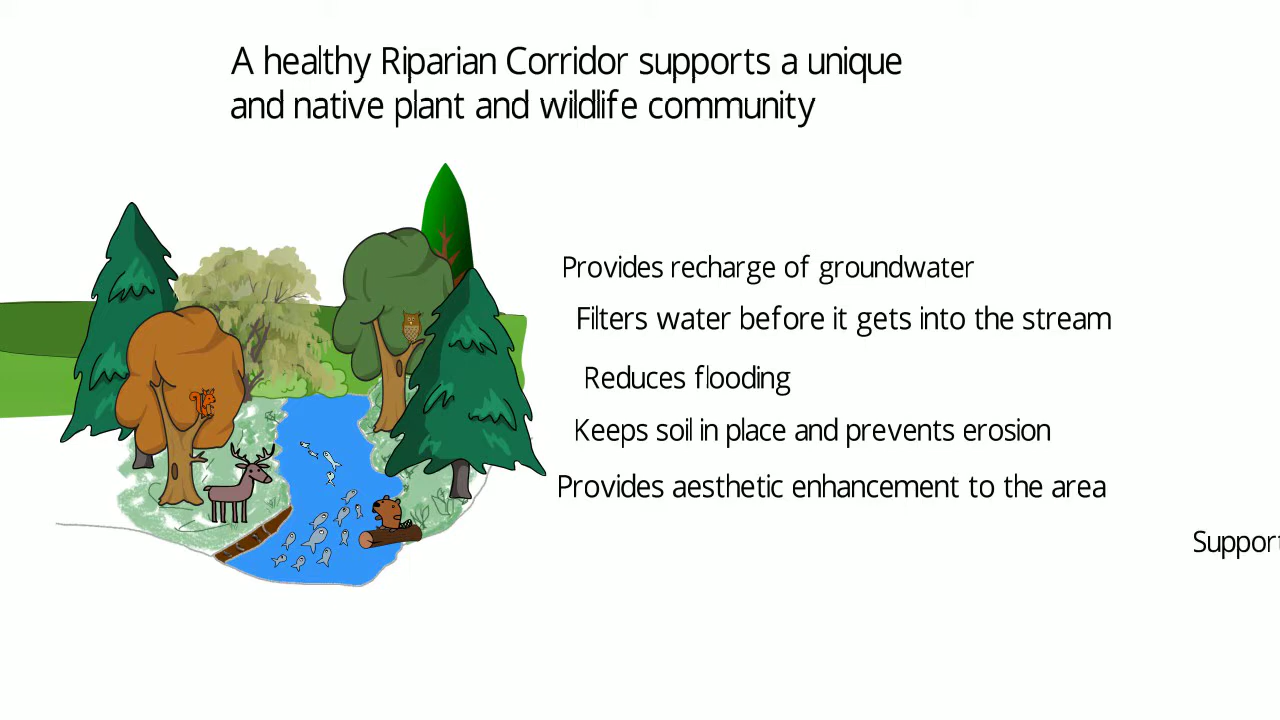 A healthy Riparian Corridor supports a unique
and native plant and wildlife community
Provides recharge of groundwater
Filters water before it gets into the stream
Reduces flooding
Keeps soil in place and prevents erosion
Provides aesthetic enhancement to the area